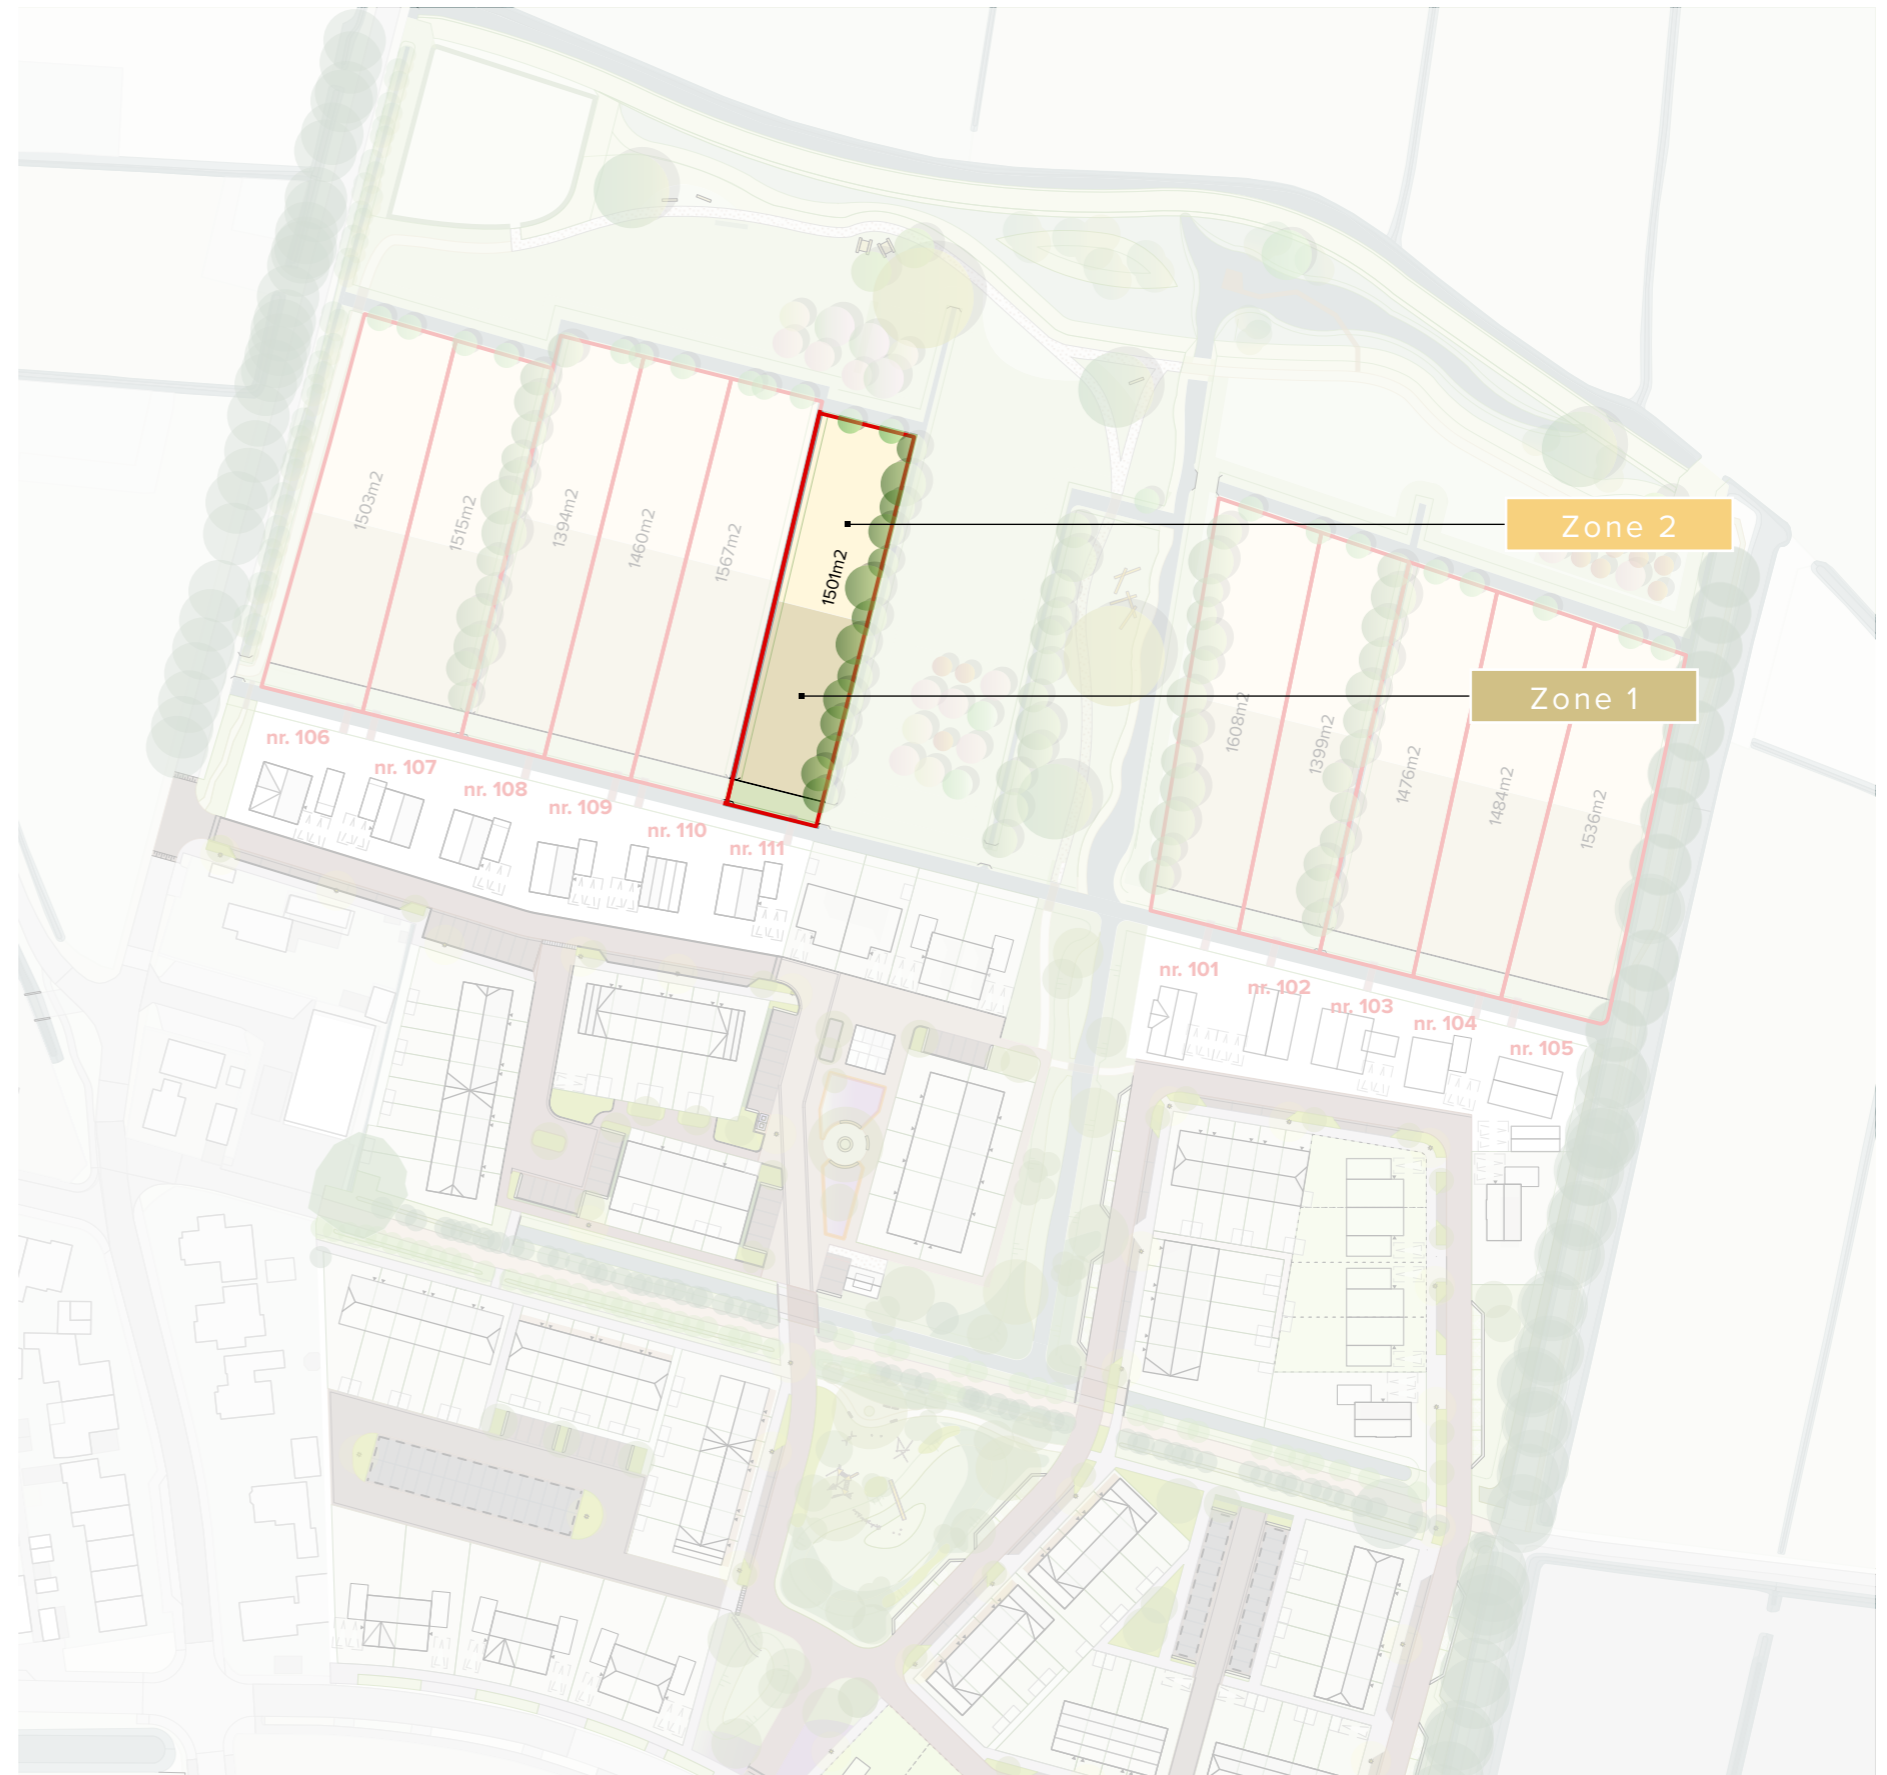 1503m2
1515m2
1394m2
1460m2
1567m2
1501m2
Zone 2
Zone 1
1608m2
1399m2
1476m2
1484m2
1536m2
nr. 106
nr. 107
nr. 108
nr. 109
nr. 110
nr. 111
nr. 101
nr. 102
nr. 103
nr. 104
nr. 105